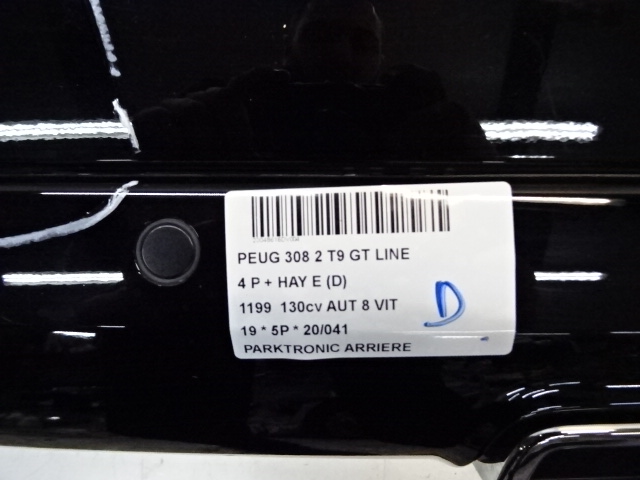 PEUG 308 2 T9 GT LINE
4 P + HAY E (D)
1199 130cv AUT 8 VIT
19 * 5P * 20/041
PARKTRONIC ARRIERE
D